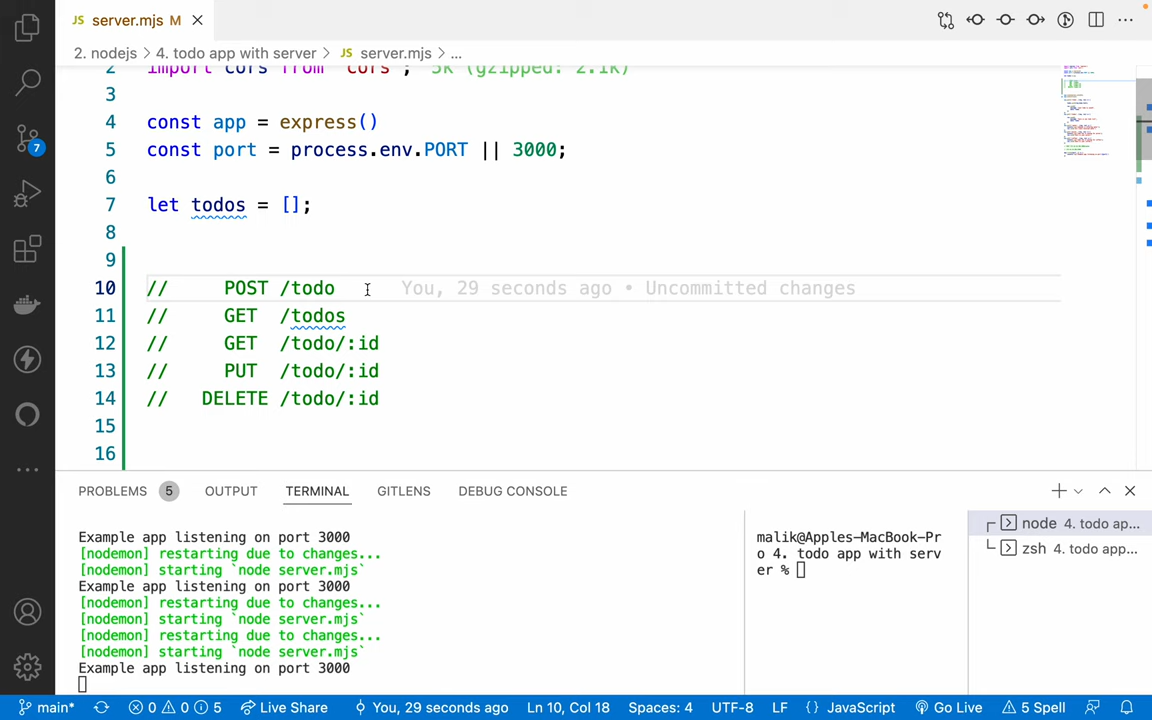 JS server.mjs M
2. nodejs > 4. todo app with server > JS server.mjs > ...
2 import cors from 'cors'; 5K (gzipped: 2.1K)
3
4 const app = express()
5 const port = process.env.PORT || 3000;
6
7 let todos = [];
8
9
10 // POST /todo You, 29 seconds ago • Uncommitted changes
11 // GET /todos
12 // GET /todo/:id
13 // PUT /todo/:id
14 // DELETE /todo/:id
15
16
7
PROBLEMS 5 OUTPUT TERMINAL GITLENS DEBUG CONSOLE
Example app listening on port 3000
[nodemon] restarting due to changes...
[nodemon] starting `node server.mjs`
Example app listening on port 3000
[nodemon] restarting due to changes...
[nodemon] starting `node server.mjs`
[nodemon] restarting due to changes...
[nodemon] starting `node server.mjs`
Example app listening on port 3000
malik@Apples-MacBook-Pr
o 4. todo app with serv
er %
node 4. todo ap...
zsh 4. todo app...
main* 0 0 5 Live Share You, 29 seconds ago Ln 10, Col 18 Spaces: 4 UTF-8 LF {} JavaScript Go Live 5 Spell